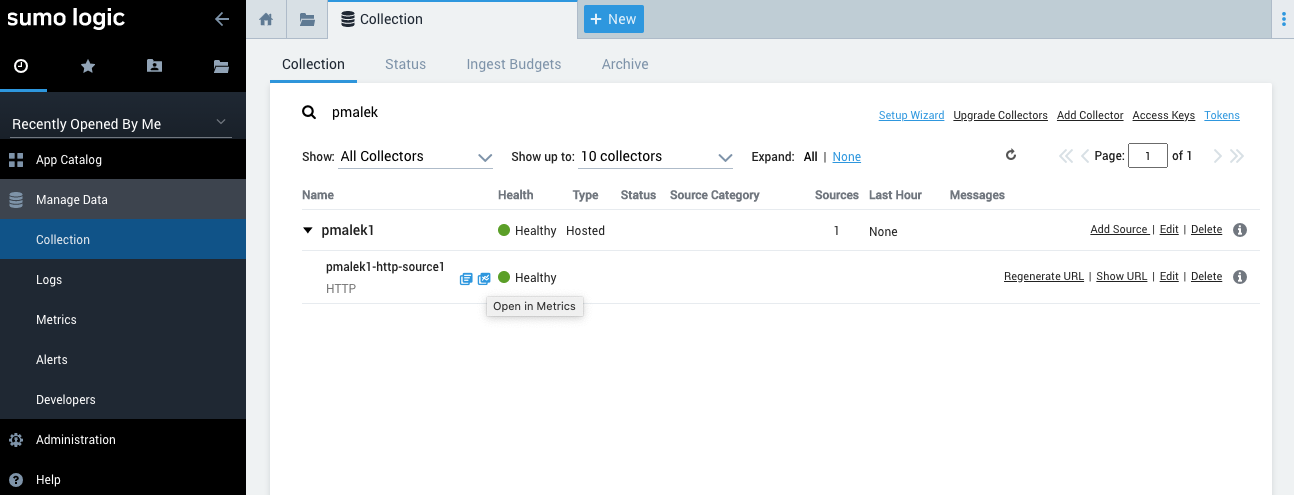 sumo logic
Recently Opened By Me
App Catalog
Manage Data
Collection
Logs
Metrics
Alerts
Developers
Administration
Help
Collection
+ New
Collection Status Ingest Budgets Archive
pmalek
Setup Wizard Upgrade Collectors Add Collector Access Keys Tokens
Show: All Collectors Show up to: 10 collectors Expand: All | None Page: 1 of 1
Name Health Type Status Source Category Sources Last Hour Messages
pmalek1 Healthy Hosted 1 None Add Source | Edit | Delete
pmalek1-http-source1
HTTP
Healthy Regenerate URL | Show URL | Edit | Delete
Open in Metrics